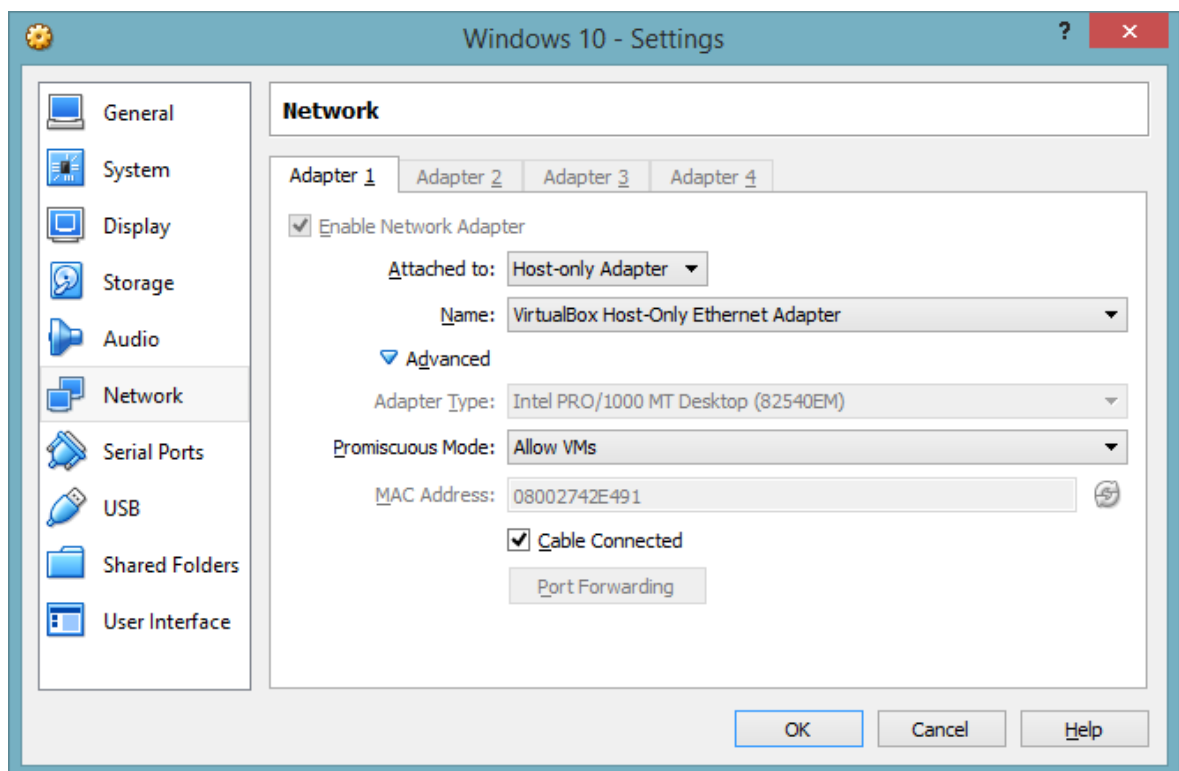 Windows 10 - Settings
?
General
System
Display
Storage
Audio
Network
Serial Ports
USB
Shared Folders
User Interface
Network
Adapter 1 Adapter 2 Adapter 3 Adapter 4
Enable Network Adapter
Attached to: Host-only Adapter
Name: VirtualBox Host-Only Ethernet Adapter
Advanced
Adapter Type: Intel PRO/1000 MT Desktop (82540EM)
Promiscuous Mode: Allow VMs
MAC Address: 08002742E491
Cable Connected
Port Forwarding
OK Cancel Help